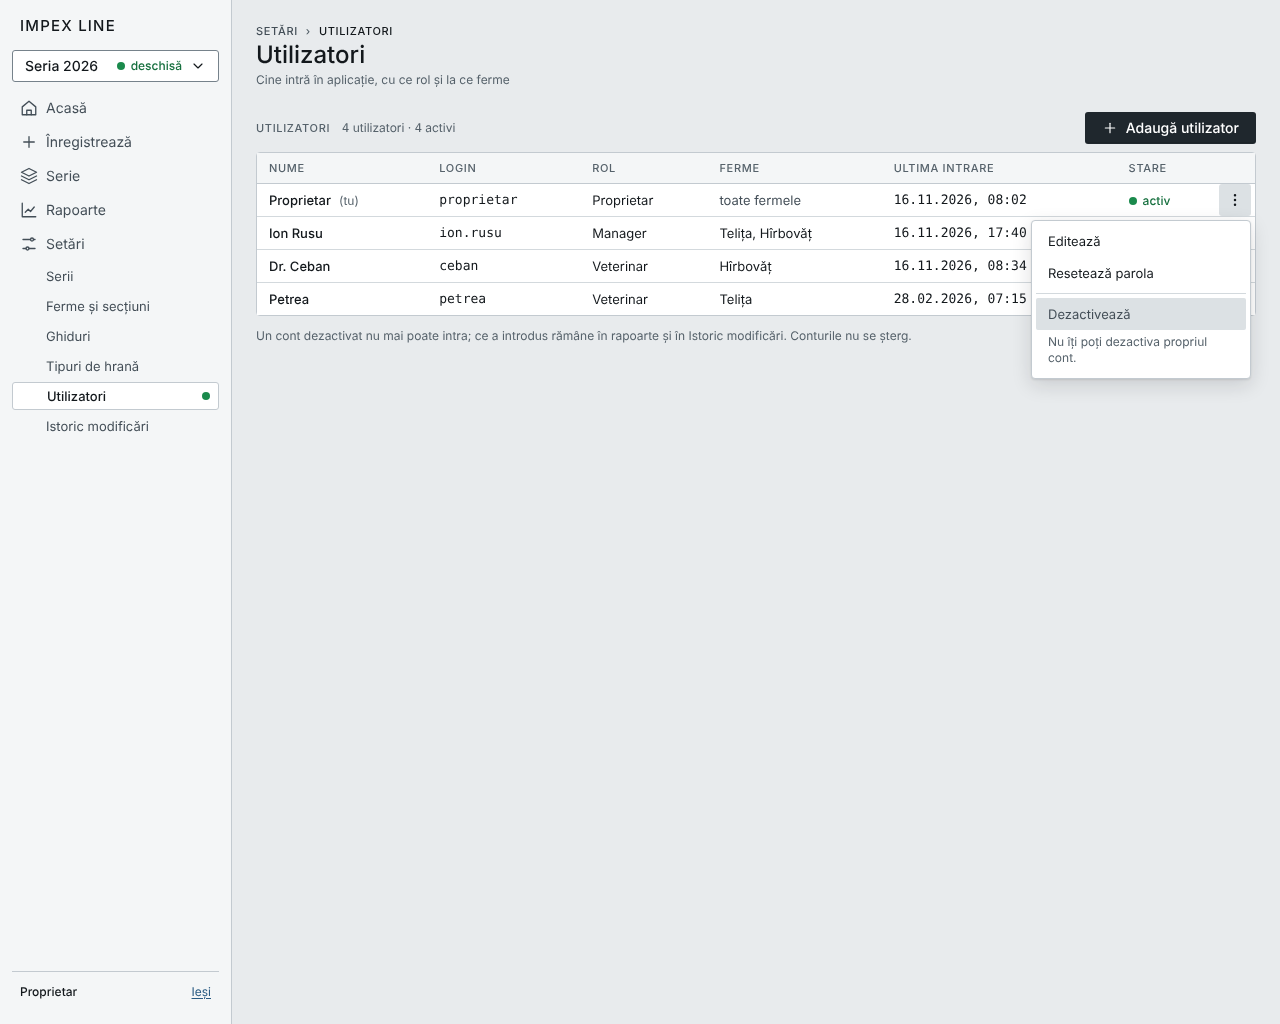 IMPEX LINE
Seria 2026 deschisă
Acasă
Înregistrează
Serie
Rapoarte
Setări
Serii
Ferme și secțiuni
Ghiduri
Tipuri de hrană
Utilizatori
Istoric modificări
Proprietar Ieși
SETĂRI › UTILIZATORI
Utilizatori
Cine intră în aplicație, cu ce rol și la ce ferme
UTILIZATORI 4 utilizatori · 4 activi
+ Adaugă utilizator
NUME LOGIN ROL FERME ULTIMA INTRARE STARE
Proprietar (tu) proprietar Proprietar toate fermele 16.11.2026, 08:02 activ
Ion Rusu ion.rusu Manager Telița, Hîrbovăț 16.11.2026, 17:40
Dr. Ceban ceban Veterinar Hîrbovăț 16.11.2026, 08:34
Petrea petrea Veterinar Telița 28.02.2026, 07:15
Editează
Resetează parola
Dezactivează
Nu îți poți dezactiva propriul
cont.
Un cont dezactivat nu mai poate intra; ce a introdus rămâne în rapoarte și în Istoric modificări. Conturile nu se șterg.